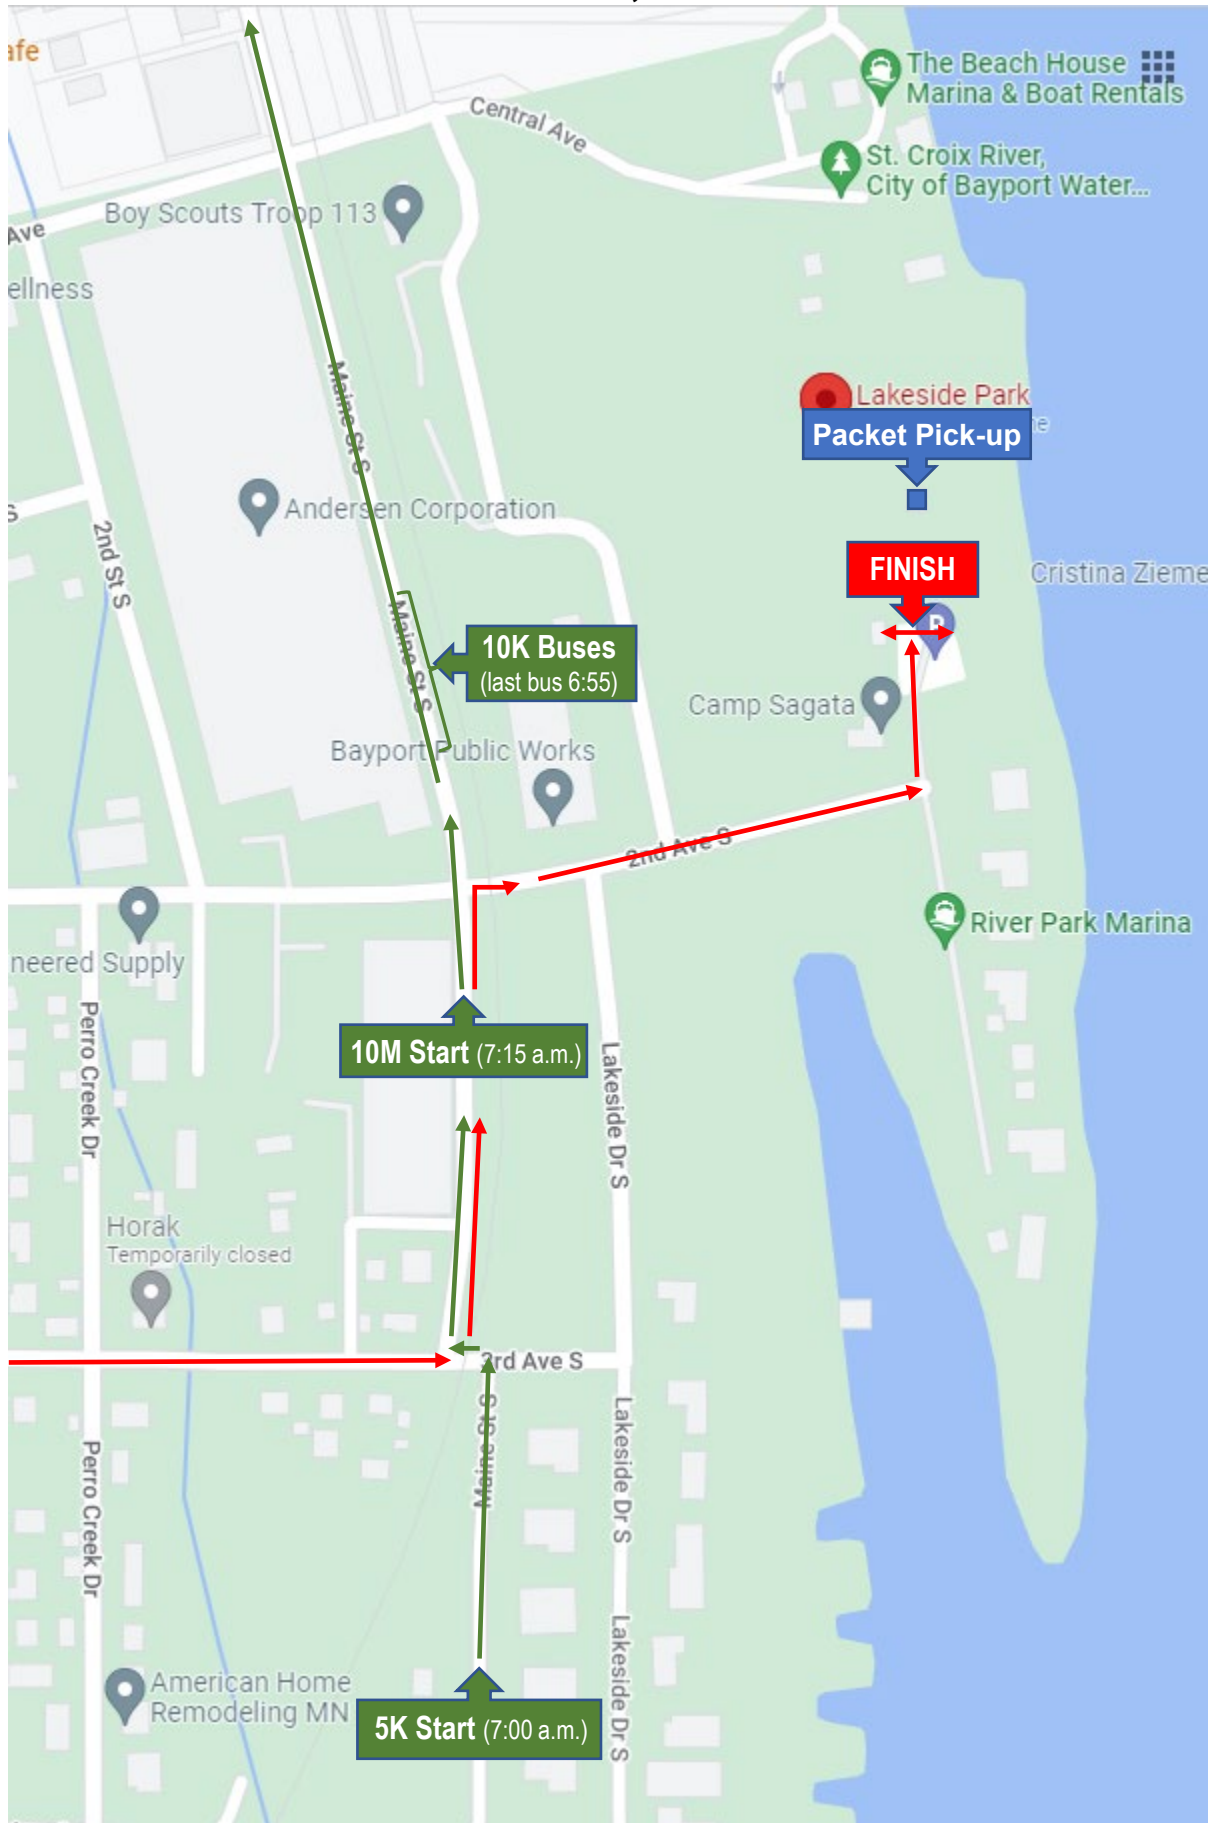 afe
The Beach House
Marina & Boat Rentals
Central Ave
St. Croix River,
City of Bayport Water...
Boy Scouts Troop 113
Ave
ellness
Maine St S
Lakeside Park
Packet Pick-up
ne
Andersen Corporation
S
2nd St S
FINISH
P
Cristina Zieme
Maine St S
10K Buses
(last bus 6:55)
Camp Sagata
Bayport Public Works
2nd Ave S
River Park Marina
neered Supply
Perro Creek Dr
10M Start (7:15 a.m.)
Lakeside Dr S
Horak
Temporarily closed
3rd Ave S
Maine St S
Lakeside Dr S
Perro Creek Dr
Lakeside Dr S
American Home
Remodeling MN
5K Start (7:00 a.m.)